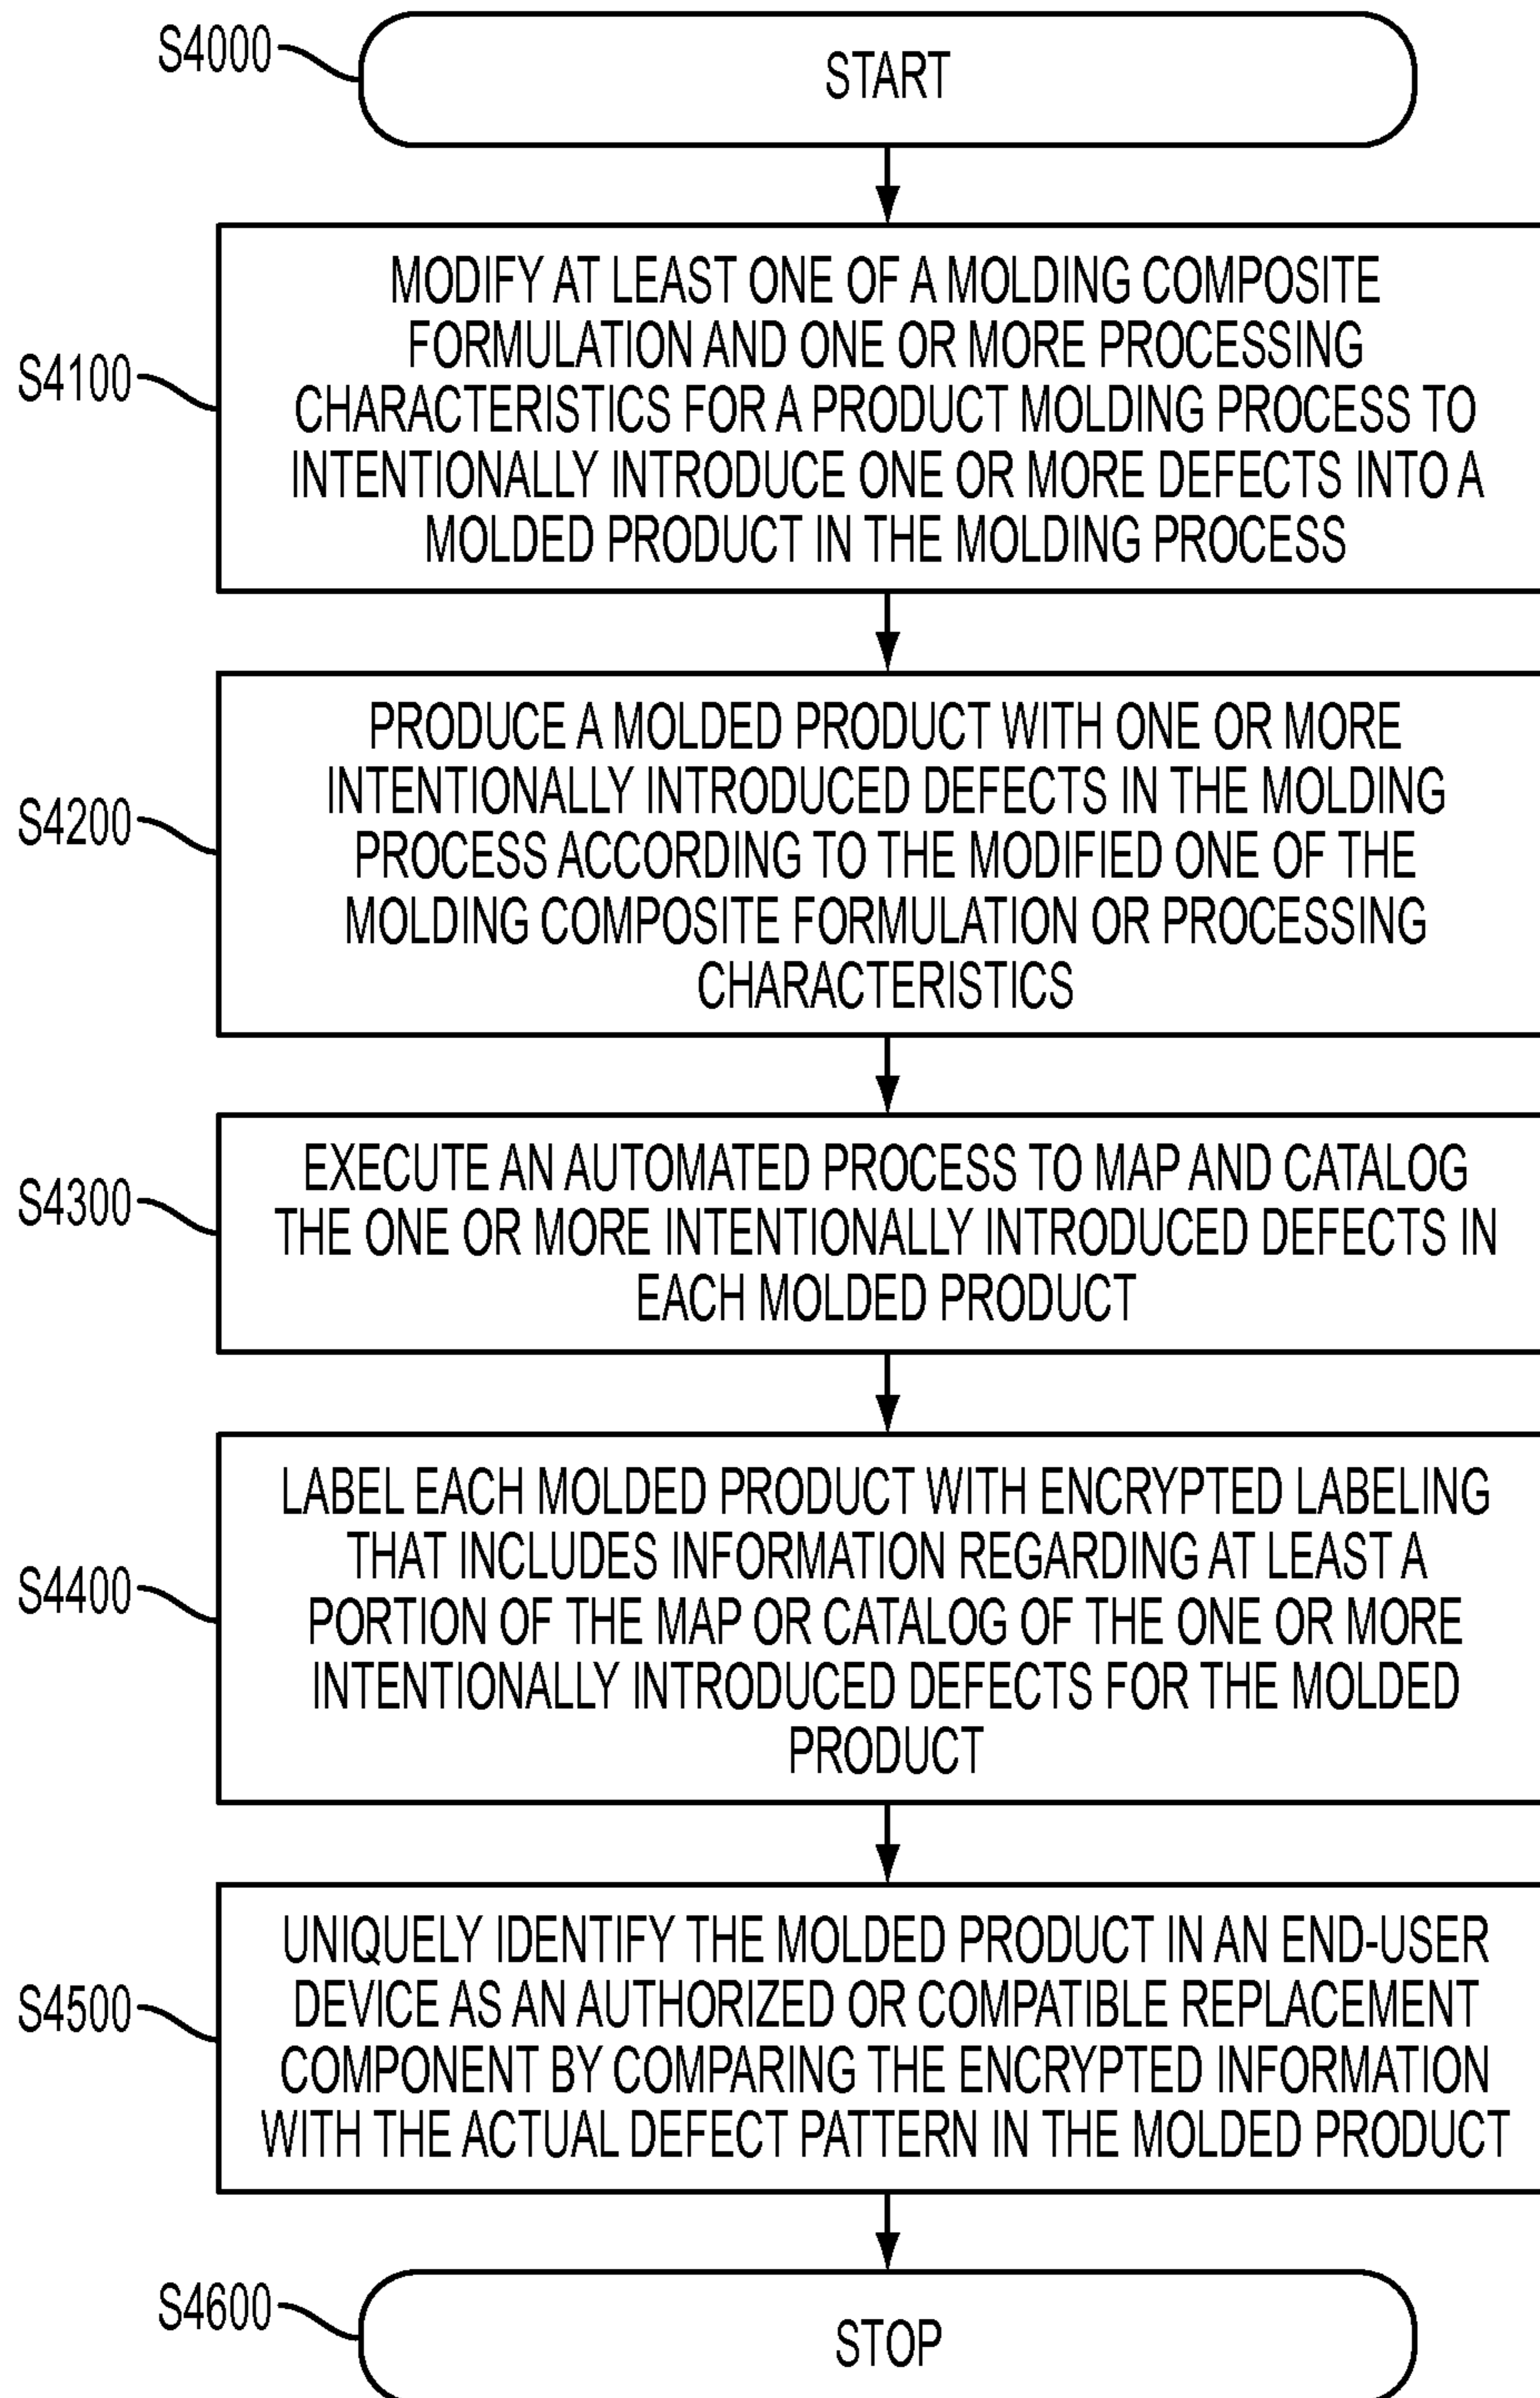 S4000
START
S4100
MODIFY AT LEAST ONE OF A MOLDING COMPOSITE
FORMULATION AND ONE OR MORE PROCESSING
CHARACTERISTICS FOR A PRODUCT MOLDING PROCESS TO
INTENTIONALLY INTRODUCE ONE OR MORE DEFECTS INTO A
MOLDED PRODUCT IN THE MOLDING PROCESS
S4200
PRODUCE A MOLDED PRODUCT WITH ONE OR MORE
INTENTIONALLY INTRODUCED DEFECTS IN THE MOLDING
PROCESS ACCORDING TO THE MODIFIED ONE OF THE
MOLDING COMPOSITE FORMULATION OR PROCESSING
CHARACTERISTICS
S4300
EXECUTE AN AUTOMATED PROCESS TO MAP AND CATALOG
THE ONE OR MORE INTENTIONALLY INTRODUCED DEFECTS IN
EACH MOLDED PRODUCT
S4400
LABEL EACH MOLDED PRODUCT WITH ENCRYPTED LABELING
THAT INCLUDES INFORMATION REGARDING AT LEAST A
PORTION OF THE MAP OR CATALOG OF THE ONE OR MORE
INTENTIONALLY INTRODUCED DEFECTS FOR THE MOLDED
PRODUCT
S4500
UNIQUELY IDENTIFY THE MOLDED PRODUCT IN AN END-USER
DEVICE AS AN AUTHORIZED OR COMPATIBLE REPLACEMENT
COMPONENT BY COMPARING THE ENCRYPTED INFORMATION
WITH THE ACTUAL DEFECT PATTERN IN THE MOLDED PRODUCT
S4600
STOP